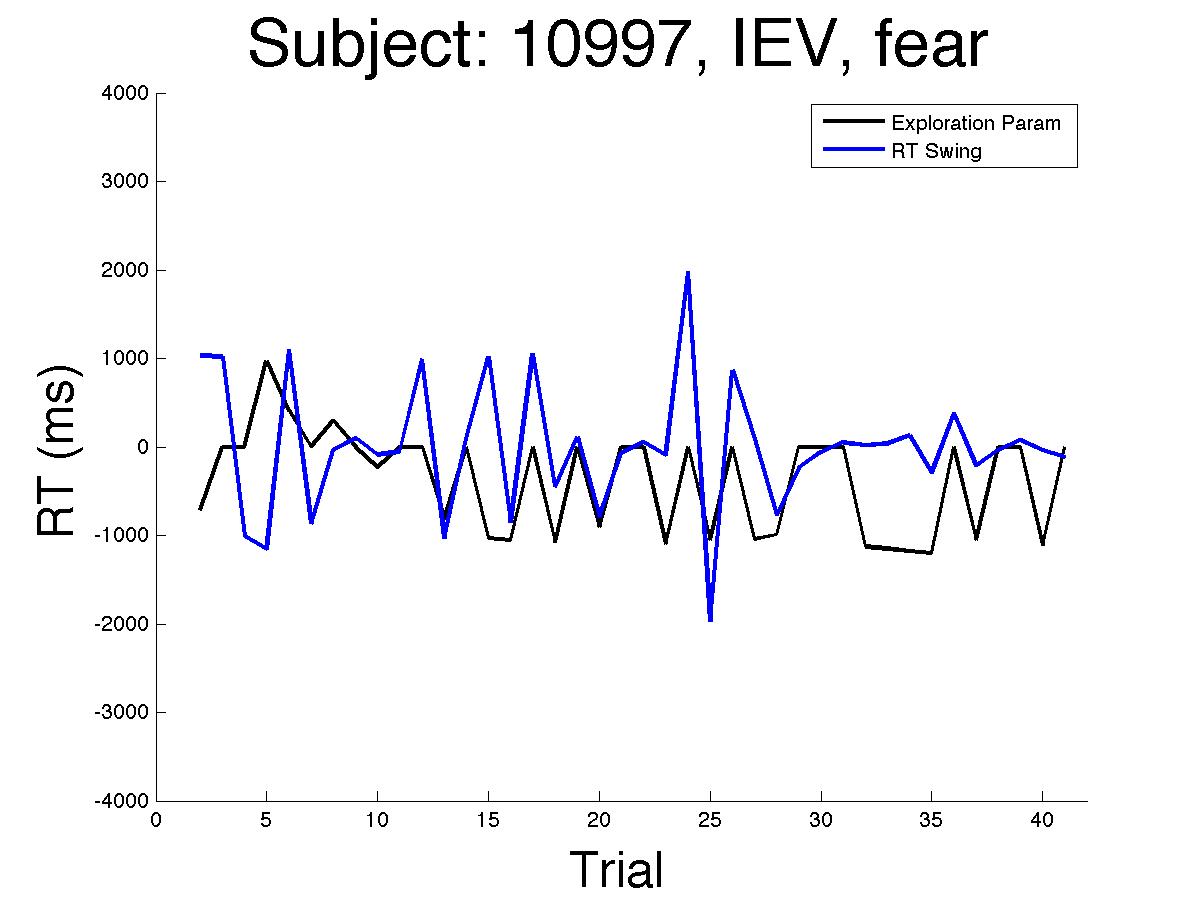 Subject: 10997, IEV, fear
Exploration Param
RT Swing
RT (ms)
4000
3000
2000
1000
0
-1000
-2000
-3000
-4000
0 5 10 15 20 25 30 35 40
Trial